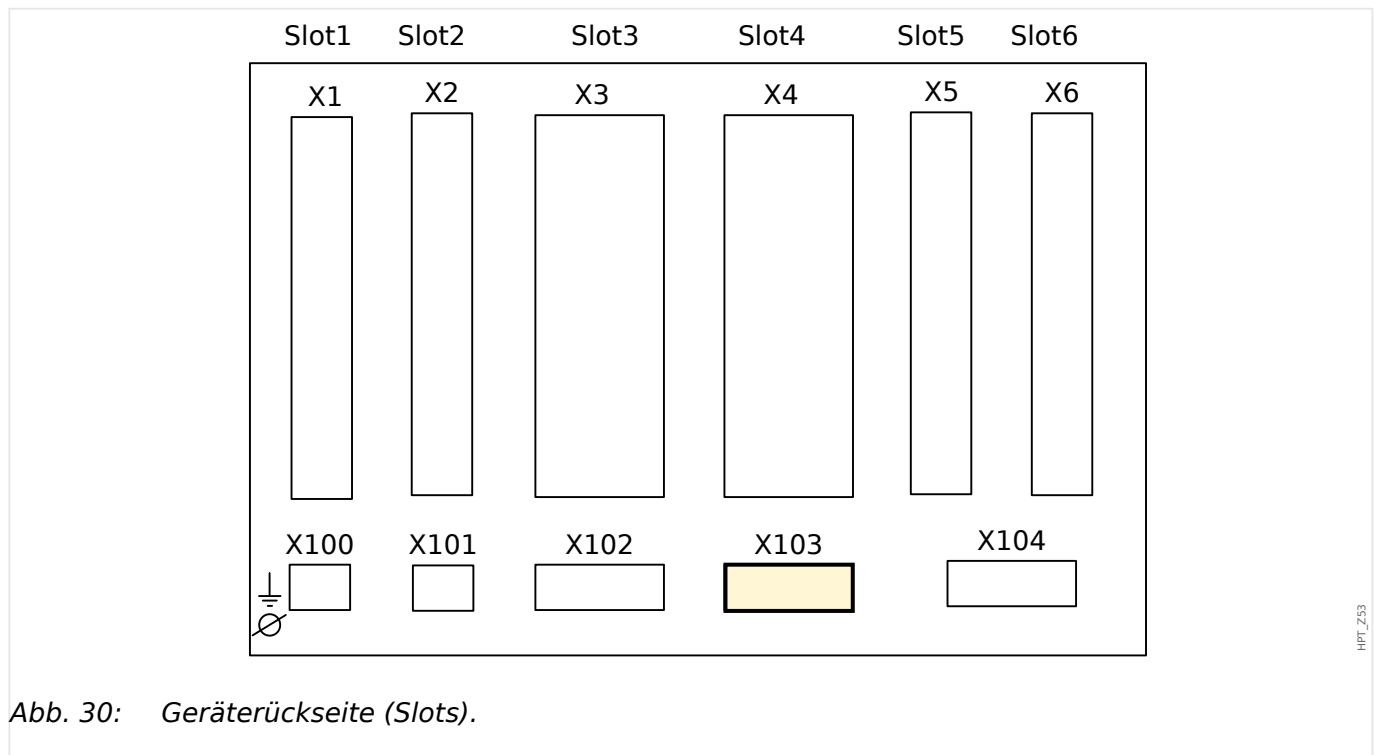 Slot1 Slot2 Slot3 Slot4 Slot5 Slot6
X1 X2 X3 X4 X5 X6
X100 X101 X102 X103 X104
HPT_Z53
Abb. 30: Geräterückseite (Slots).